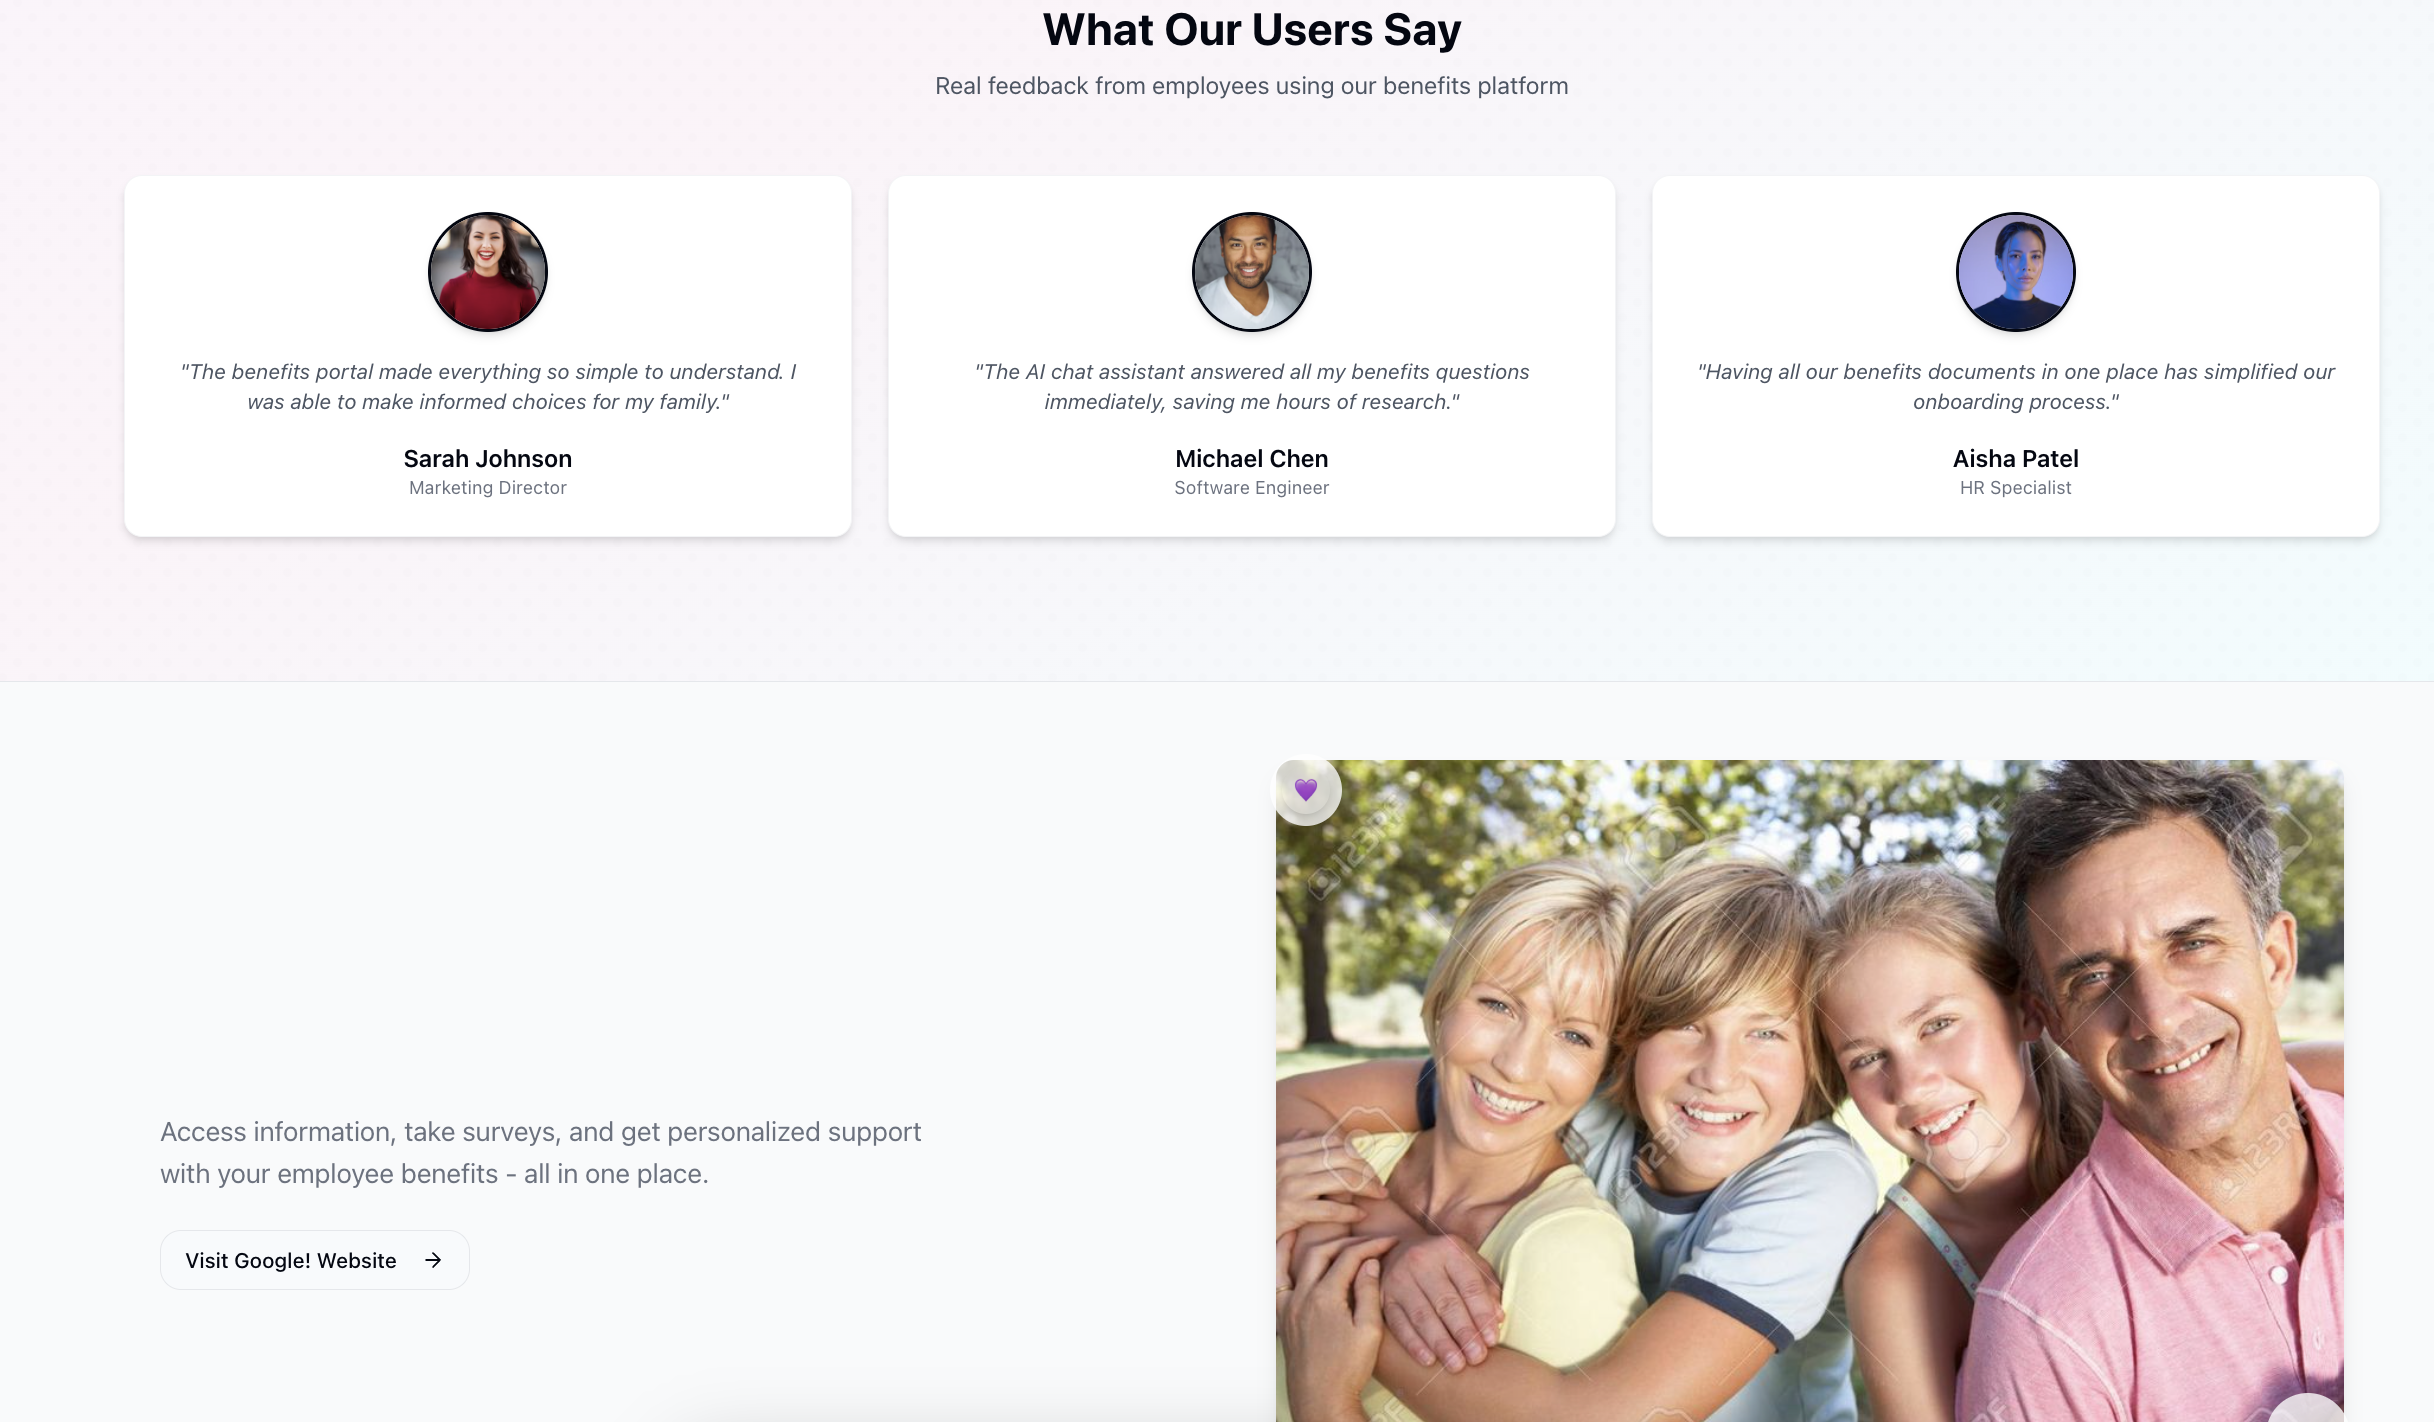 What Our Users Say
Real feedback from employees using our benefits platform
"The benefits portal made everything so simple to understand. I
was able to make informed choices for my family."
Sarah Johnson
Marketing Director
"The AI chat assistant answered all my benefits questions
immediately, saving me hours of research."
Michael Chen
Software Engineer
"Having all our benefits documents in one place has simplified our
onboarding process."
Aisha Patel
HR Specialist
Access information, take surveys, and get personalized support
with your employee benefits - all in one place.
Visit Google! Website
123RF
123RF
123RF
123RF